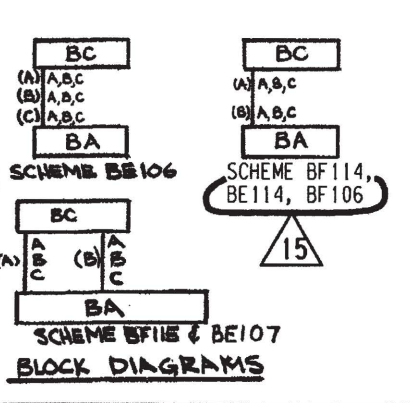 BC
(A) A,B,C
(B) A,B,C
(C) A,B,C
BA
SCHEME BE106
BC
(A) A,B,C
(B) A,B,C
BA
SCHEME BF114,
BE114, BF106
15
BC
(A) A B C
(B) A B C
BA
SCHEME BF115 & BE107
BLOCK DIAGRAMS